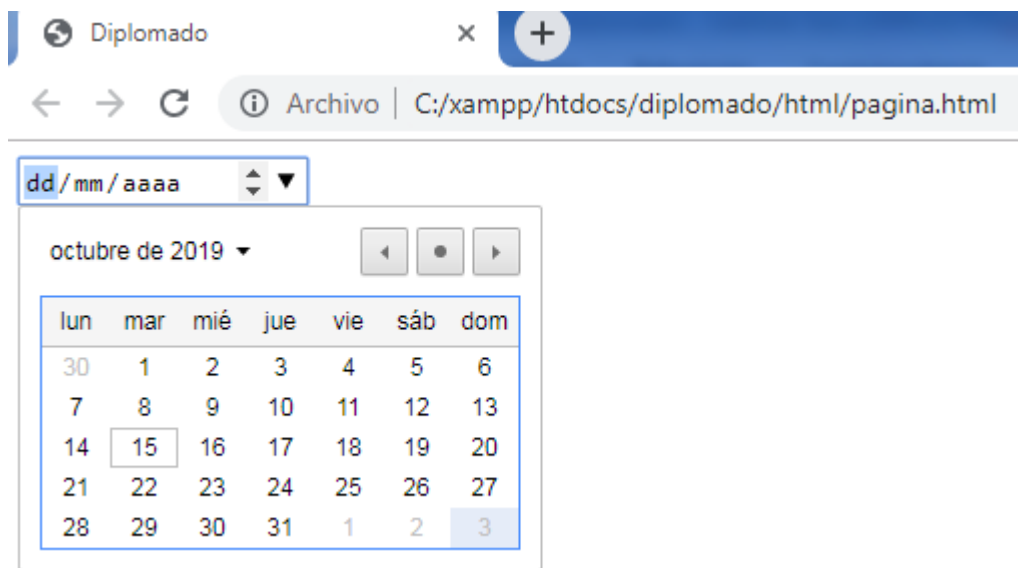 Diplomado
Archivo | C:/xampp/htdocs/diplomado/html/pagina.html
dd/mm/aaaa
octubre de 2019
lun mar mié jue vie sáb dom
30 1 2 3 4 5 6
7 8 9 10 11 12 13
14 15 16 17 18 19 20
21 22 23 24 25 26 27
28 29 30 31 1 2 3